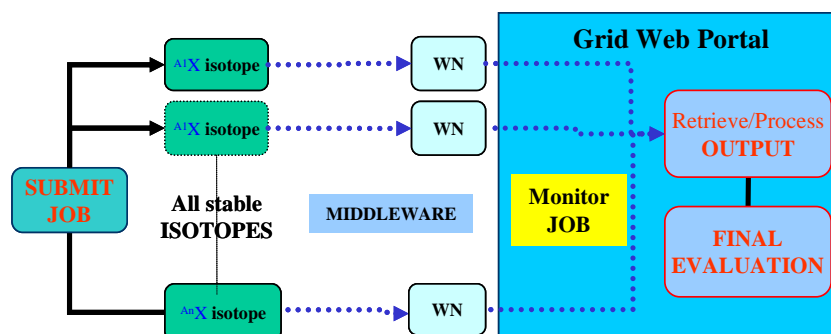 Grid Web Portal
A1X isotope
WN
A1X isotope
WN
Retrieve/Process
OUTPUT
SUBMIT
JOB
All stable
ISOTOPES
MIDDLEWARE
Monitor
JOB
FINAL
EVALUATION
AnX isotope
WN